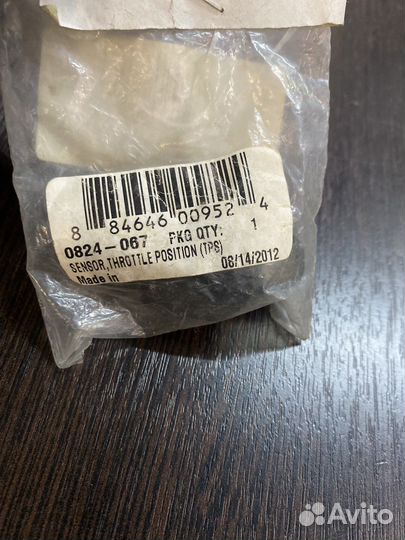 8 84646 00952 4
0824-067 PKG QTY: 1
SENSOR,THROTTLE POSITION (TPS)
Made in 08/14/2012
Avito